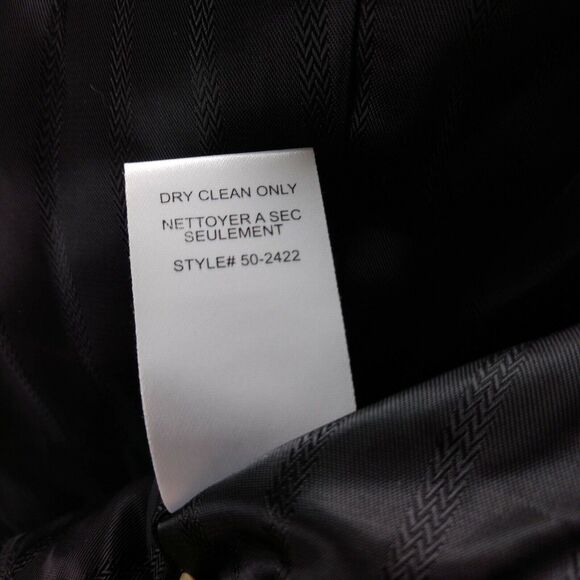 DRY CLEAN ONLY
NETTOYER A SEC
SEULEMENT
STYLE# 50-2422